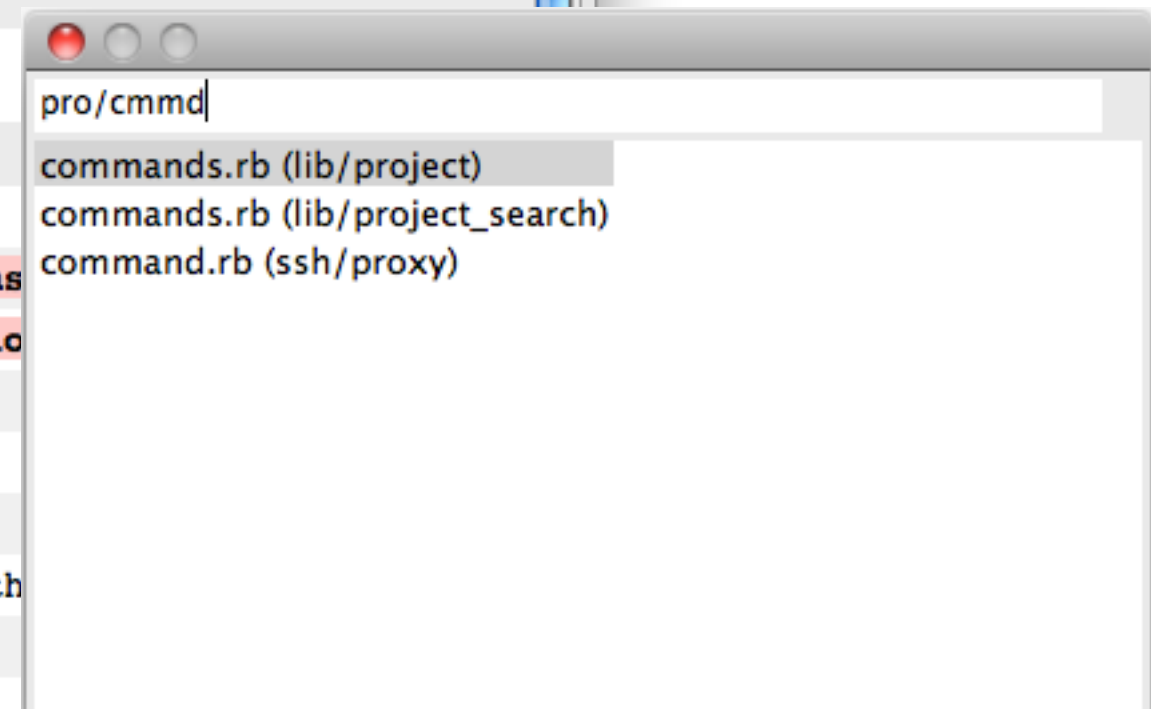 pro/cmmd
commands.rb (lib/project)
commands.rb (lib/project_search)
command.rb (ssh/proxy)